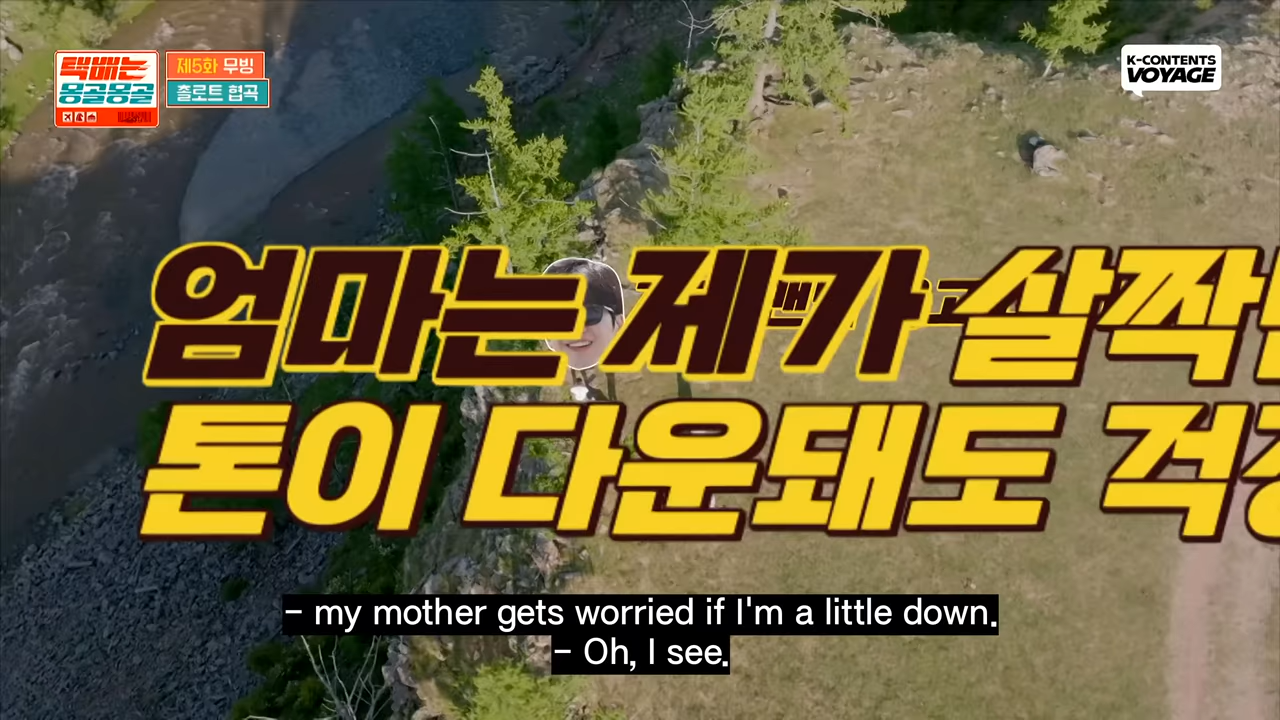 택배는
몽골몽골
제5화 무빙
촐로트 협곡
K-CONTENTS
VOYAGE
엄마는 제가 살짝
톤이 다운돼도
- my mother gets worried if I'm a little down.
- Oh, I see.